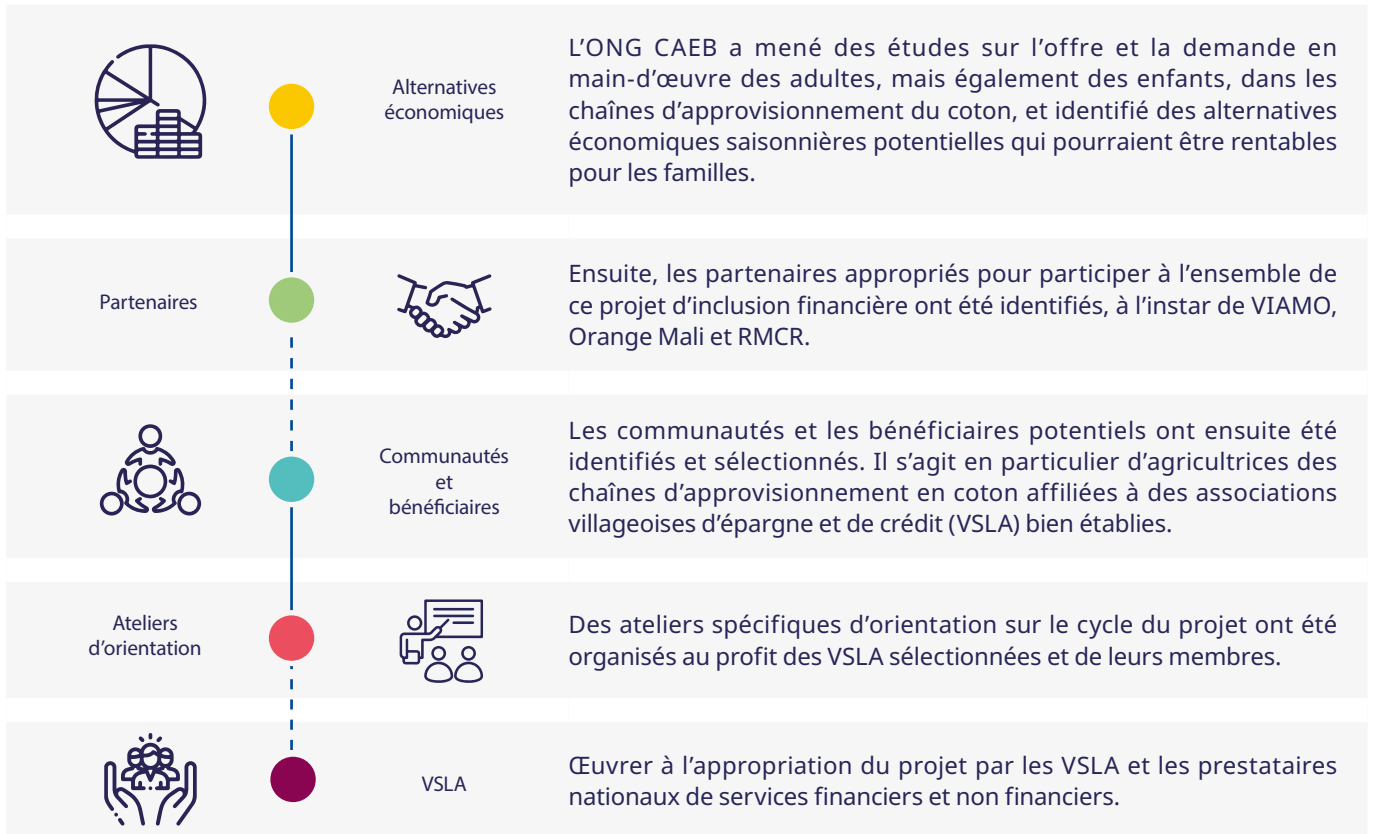 Alternatives
économiques
L'ONG CAEB a mené des études sur l'offre et la demande en
main-d'œuvre des adultes, mais également des enfants, dans les
chaînes d'approvisionnement du coton, et identifié des alternatives
économiques saisonnières potentielles qui pourraient être rentables
pour les familles.
Partenaires
Ensuite, les partenaires appropriés pour participer à l'ensemble de
ce projet d'inclusion financière ont été identifiés, à l'instar de VIAMO,
Orange Mali et RMCR.
Communautés
et
bénéficiaires
Les communautés et les bénéficiaires potentiels ont ensuite été
identifiés et sélectionnés. Il s'agit en particulier d'agricultrices des
chaînes d'approvisionnement en coton affiliées à des associations
villageoises d'épargne et de crédit (VSLA) bien établies.
Ateliers
d'orientation
Des ateliers spécifiques d'orientation sur le cycle du projet ont été
organisés au profit des VSLA sélectionnées et de leurs membres.
VSLA
Œuvrer à l'appropriation du projet par les VSLA et les prestataires
nationaux de services financiers et non financiers.